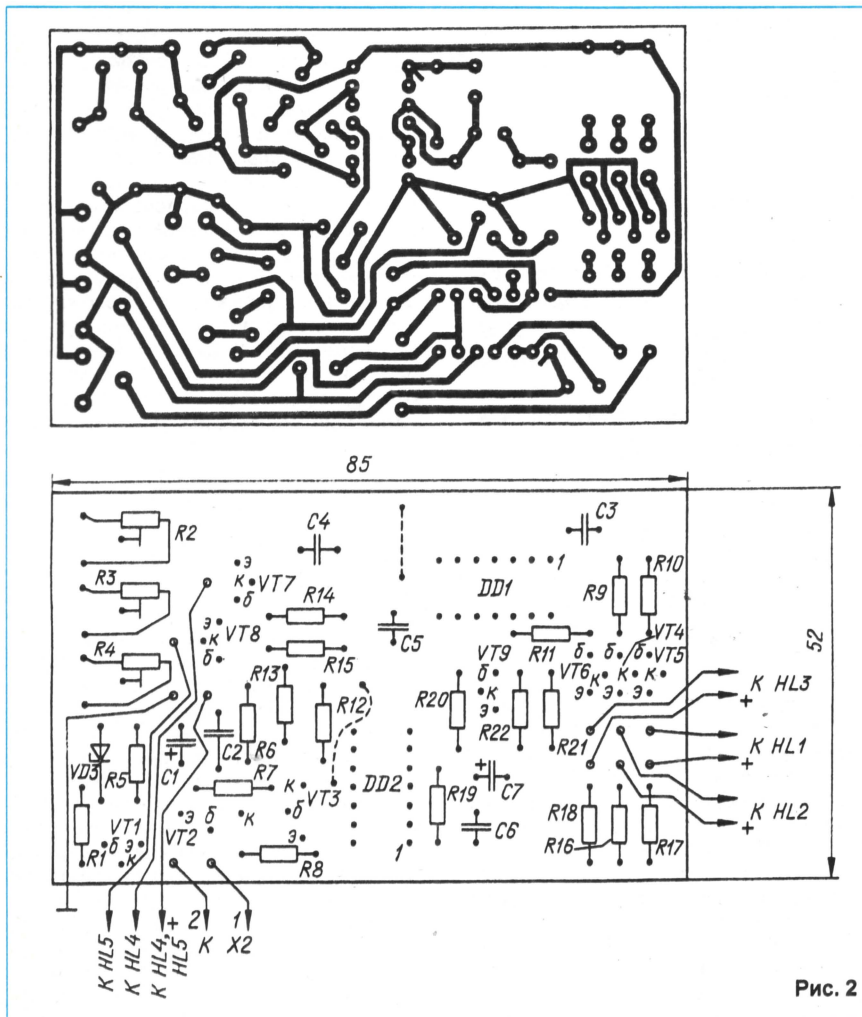 85
52
R2
R3
R4
C4
C3
э
к VT7
б
1
DD1
R10
R9
R14
э
к VT8
б
C5
R11
VT4
б б б
VT6 к к к VT5
э э э
R15
VT9
б
к
э
R13
R12
R20
R22
R21
К HL3
+
К HL1
+
К HL2
+
VD3
R5
+
C1
C2
R6
R7
к
VT3
б
э
DD2
1
R19
+
C7
C6
R18
R16
R17
R1
VT1
б э
к
VT2
э
б
к
R8
К HL5
К HL4
К HL4, HL5
+
2
К
1
X2
Рис. 2